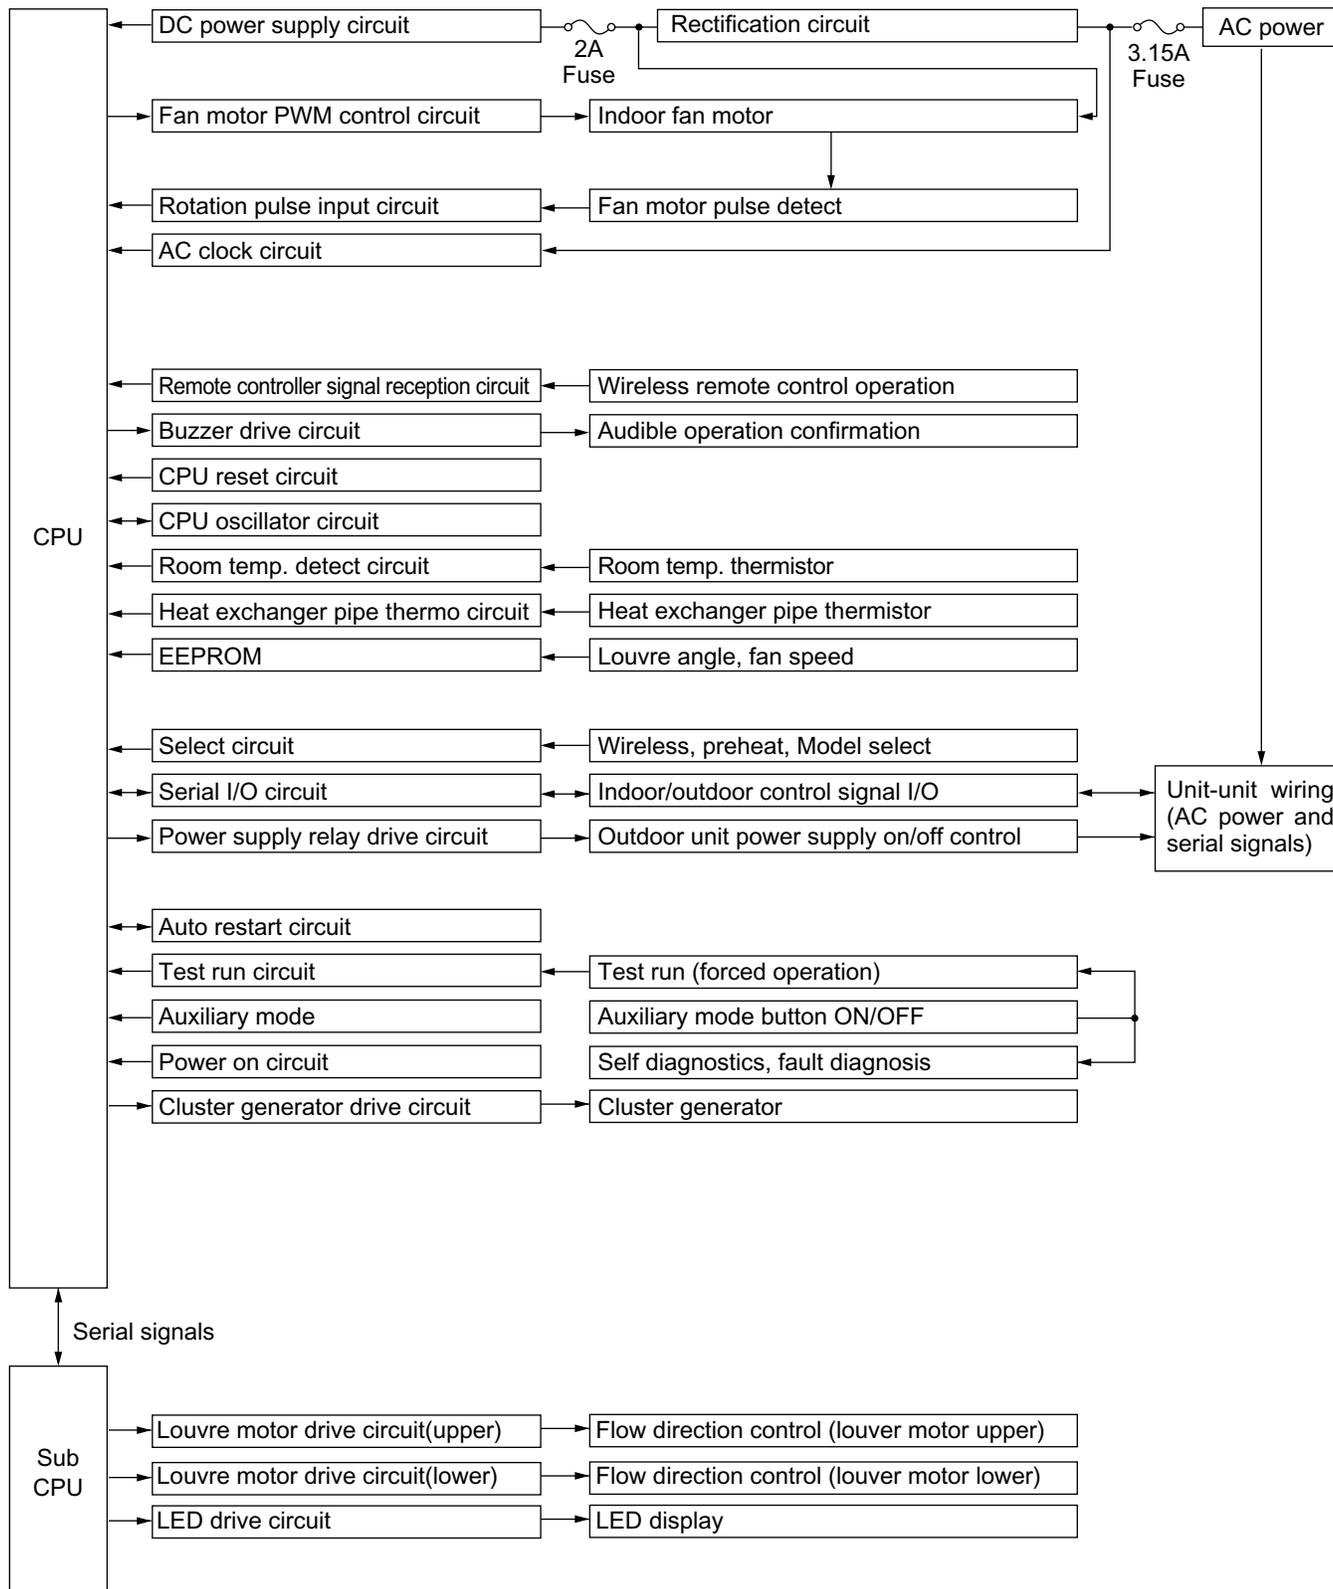 DC power supply circuit
2A
Fuse
Rectification circuit
3.15A
Fuse
AC power
Fan motor PWM control circuit
Indoor fan motor
Rotation pulse input circuit
Fan motor pulse detect
AC clock circuit
Remote controller signal reception circuit
Wireless remote control operation
Buzzer drive circuit
Audible operation confirmation
CPU reset circuit
CPU oscillator circuit
CPU
Room temp. detect circuit
Room temp. thermistor
Heat exchanger pipe thermo circuit
Heat exchanger pipe thermistor
EEPROM
Louvre angle, fan speed
Select circuit
Wireless, preheat, Model select
Serial I/O circuit
Indoor/outdoor control signal I/O
Unit-unit wiring
(AC power and
serial signals)
Power supply relay drive circuit
Outdoor unit power supply on/off control
Auto restart circuit
Test run circuit
Test run (forced operation)
Auxiliary mode
Auxiliary mode button ON/OFF
Power on circuit
Self diagnostics, fault diagnosis
Cluster generator drive circuit
Cluster generator
Serial signals
Sub
CPU
Louvre motor drive circuit(upper)
Flow direction control (louver motor upper)
Louvre motor drive circuit(lower)
Flow direction control (louver motor lower)
LED drive circuit
LED display